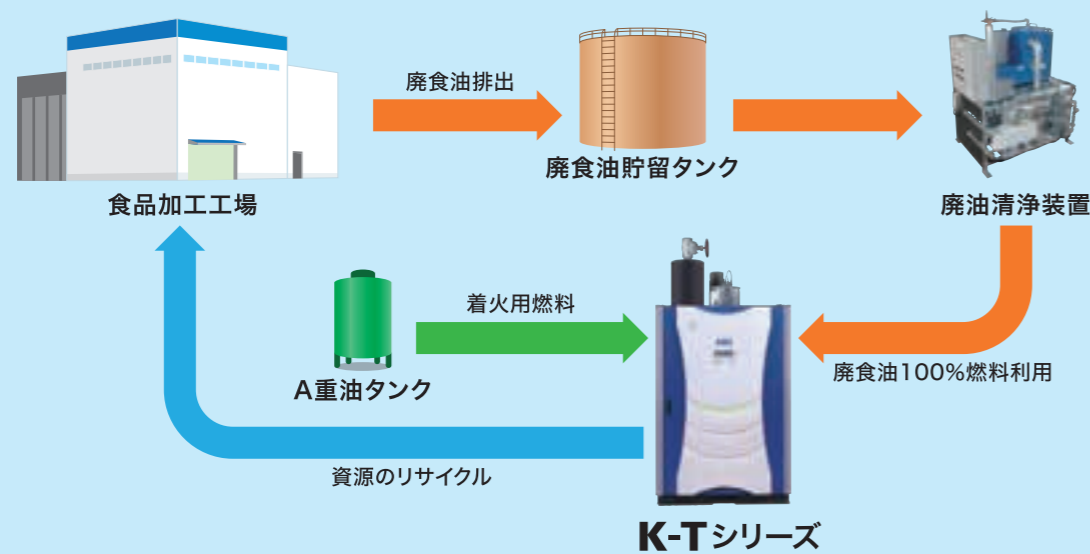 廃食油排出
廃食油貯留タンク
食品加工工場
廃油清浄装置
着火用燃料
A重油タンク
廃食油100%燃料利用
資源のリサイクル
K-Tシリーズ